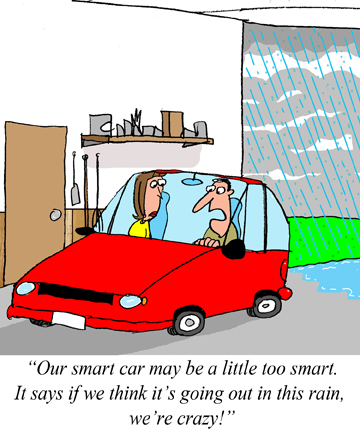 “Our smart car may be a little too smart.
It says if we think it’s going out in this rain,
we’re crazy!”